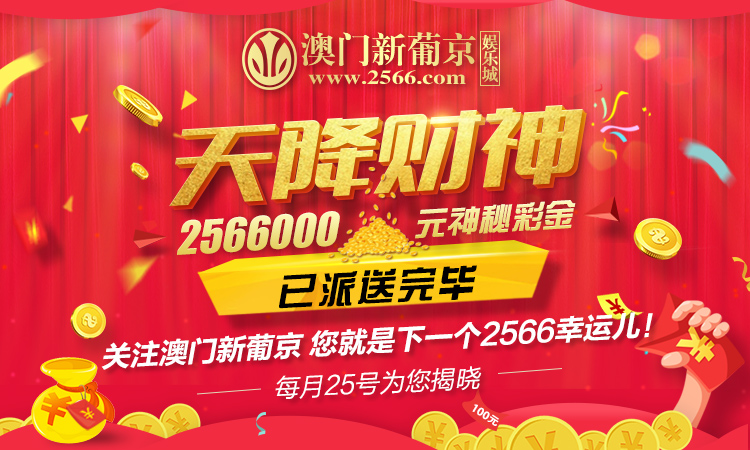 澳门新葡京 娱乐城
www.2566.com
天降财神
2566000 元神秘彩金
已派送完毕
关注澳门新葡京 您就是下一个2566幸运儿！
每月25号为您揭晓
100元